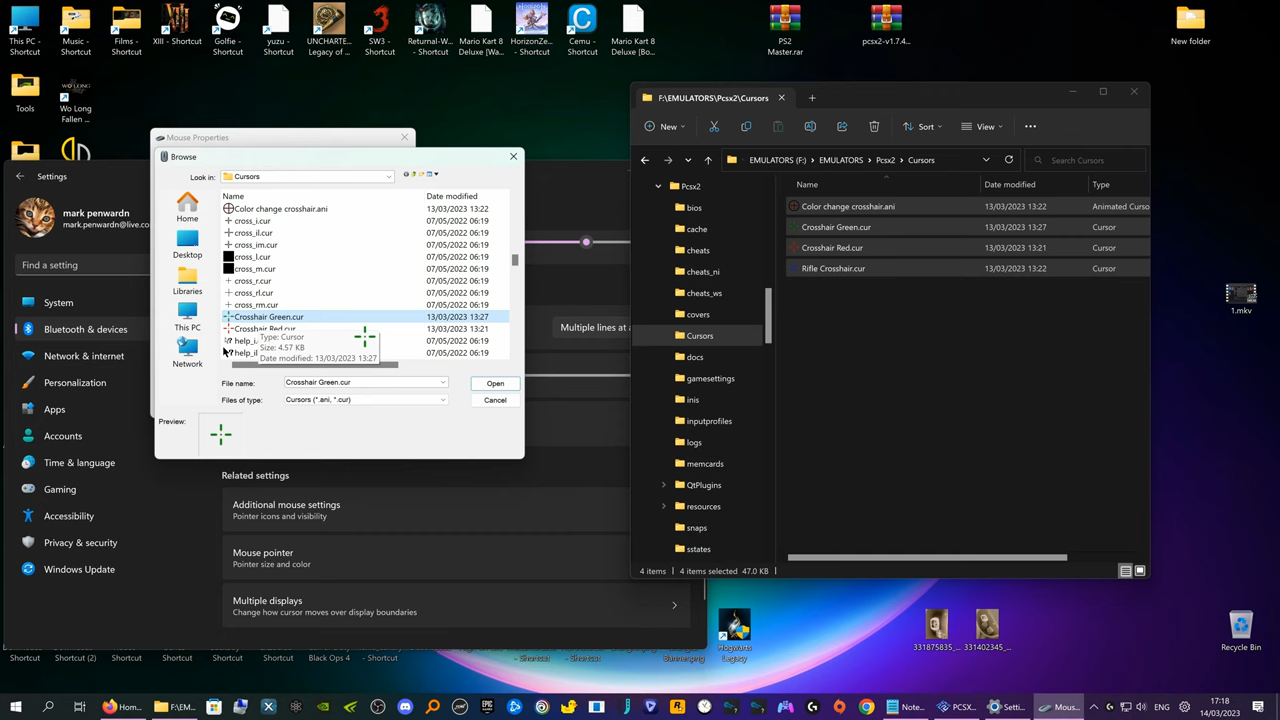 This PC -
Shortcut
Music -
Shortcut
Films -
Shortcut
XIII - Shortcut
Golfie -
Shortcut
yuzu -
Shortcut
UNCHARTE...
Legacy of ...
SW3 -
Shortcut
Returnal-W...
- Shortcut
Mario Kart 8
Deluxe [Wa...
HorizonZe...
- Shortcut
Cemu -
Shortcut
Mario Kart 8
Deluxe [Bo...
PS2
Master.rar
pcsx2-v1.7.4...
New folder
Tools
Wo Long
Fallen ...
Mouse Properties
Browse
Look in:
Cursors
Home
Desktop
Libraries
This PC
Network
Name
Date modified
Color change crosshair.ani
13/03/2023 13:22
cross_i.cur
07/05/2022 06:19
cross_il.cur
07/05/2022 06:19
cross_im.cur
07/05/2022 06:19
cross_l.cur
07/05/2022 06:19
cross_m.cur
07/05/2022 06:19
cross_r.cur
07/05/2022 06:19
cross_rl.cur
07/05/2022 06:19
cross_rm.cur
07/05/2022 06:19
Crosshair Green.cur
13/03/2023 13:27
Crosshair Red.cur
13/03/2023 13:21
help_i
07/05/2022 06:19
help_il
07/05/2022 06:19
Type: Cursor
Size: 4.57 KB
Date modified: 13/03/2023 13:27
File name:
Crosshair Green.cur
Open
Files of type:
Cursors (*.ani, *.cur)
Cancel
Preview:
Settings
mark penwardn
mark.penwardn@live.co
Find a setting
System
Bluetooth & devices
Network & internet
Personalization
Apps
Accounts
Time & language
Gaming
Accessibility
Privacy & security
Windows Update
Multiple lines at a
Related settings
Additional mouse settings
Pointer icons and visibility
Mouse pointer
Pointer size and color
Multiple displays
Change how cursor moves over display boundaries
F:\EMULATORS\Pcsx2\Cursors
New
Sort
View
EMULATORS (F:) > EMULATORS > Pcsx2 > Cursors
Search Cursors
Pcsx2
bios
cache
cheats
cheats_ni
cheats_ws
covers
Cursors
docs
gamesettings
inis
inputprofiles
logs
memcards
QtPlugins
resources
snaps
sstates
Name
Date modified
Type
Color change crosshair.ani
13/03/2023 13:22
Animated Cursor
Crosshair Green.cur
13/03/2023 13:27
Cursor
Crosshair Red.cur
13/03/2023 13:21
Cursor
Rifle Crosshair.cur
13/03/2023 13:22
Cursor
4 items
4 items selected 47.0 KB
1.mkv
Shortcut
Shortcut (2)
Shortcut
Shortcut
Shortcut
Shortcut
Black Ops 4
- Shortcut
- Shortcut
- Shortcut
Hogwarts
Legacy
331875835_...
331402345_...
Recycle Bin
Hom...
F:\EM...
Note...
PCSX...
Setti...
Mous...
17:18
14/03/2023